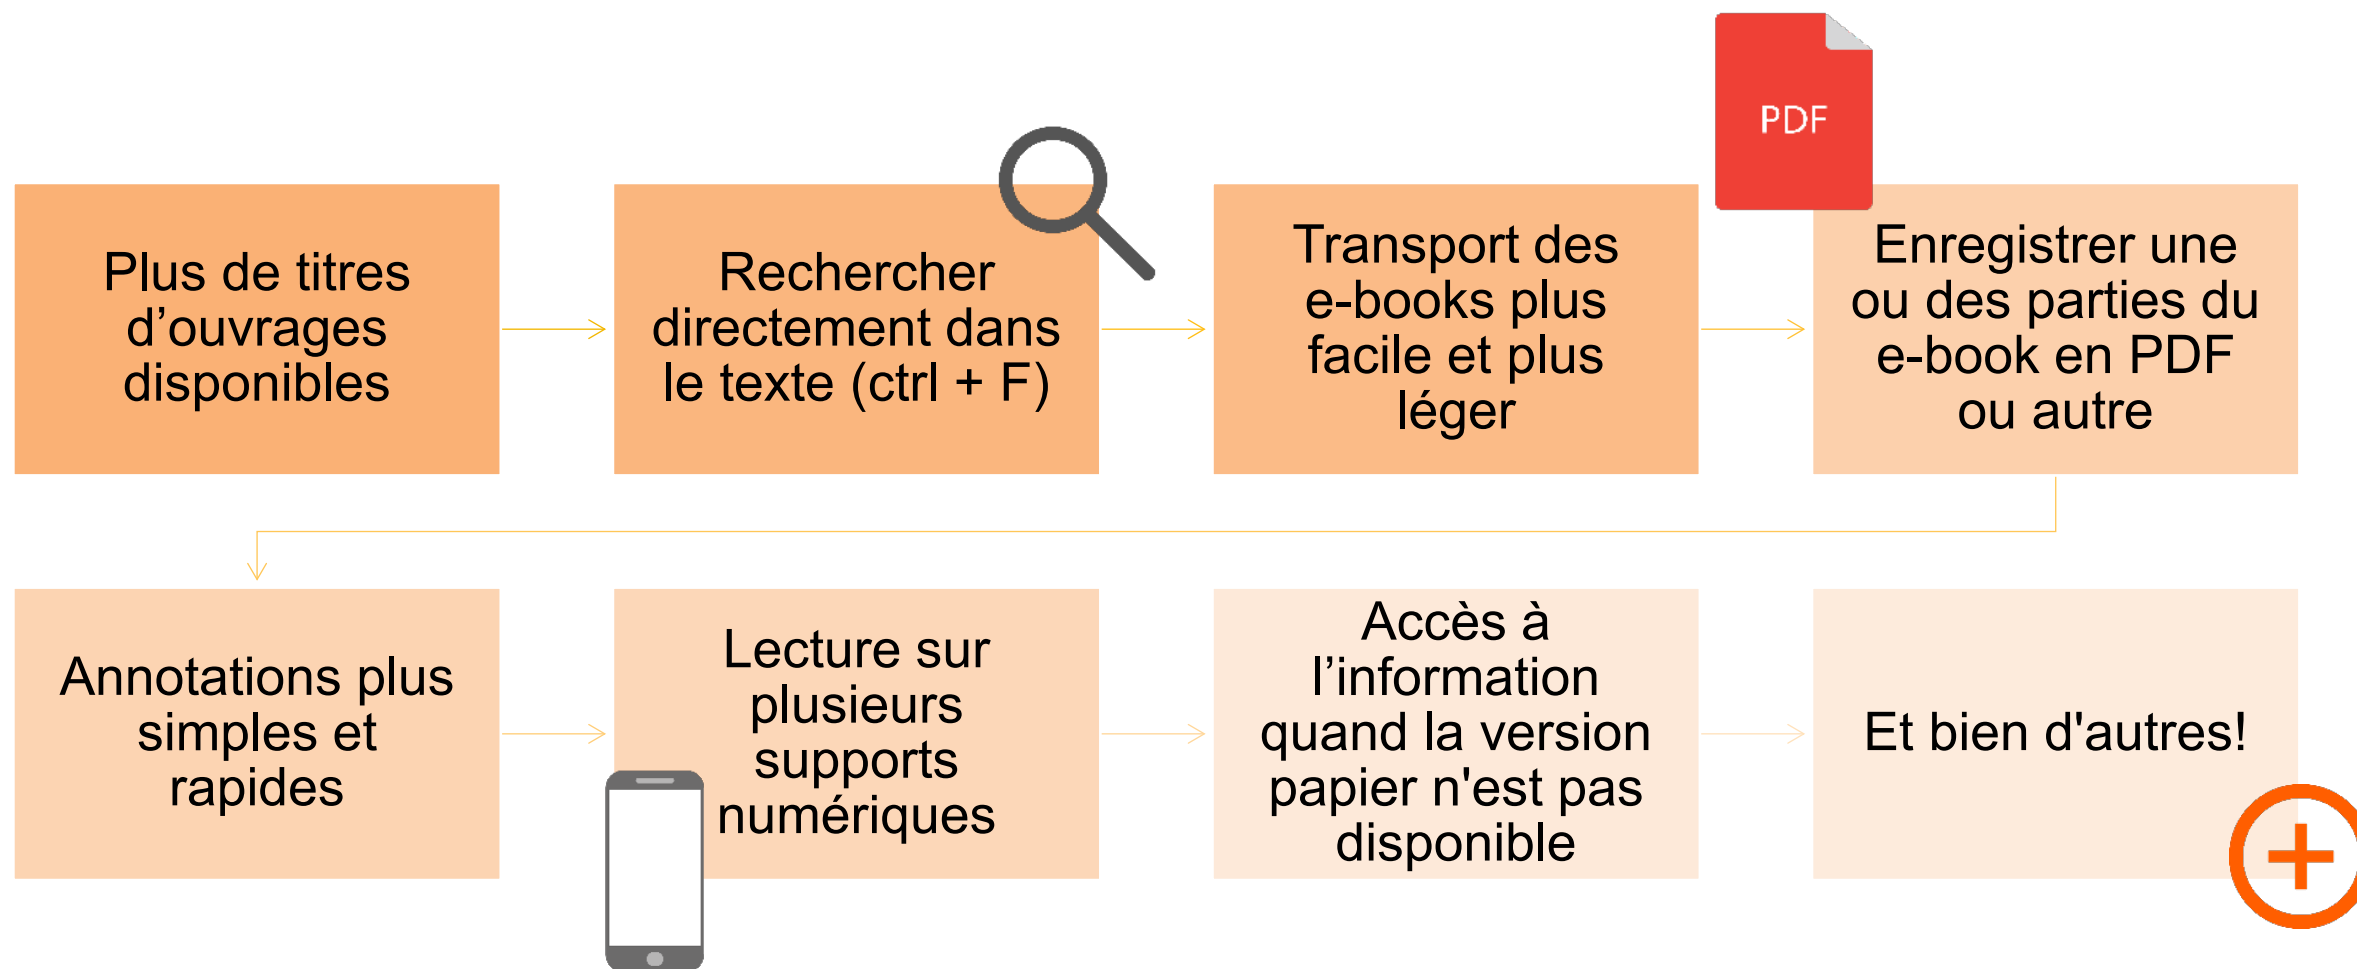 Plus de titres
d’ouvrages
disponibles
Rechercher
directement dans
le texte (ctrl + F)
Transport des
e-books plus
facile et plus
léger
PDF
Enregistrer une
ou des parties du
e-book en PDF
ou autre
Annotations plus
simples et
rapides
Lecture sur
plusieurs
supports
numériques
Accès à
l’information
quand la version
papier n'est pas
disponible
Et bien d'autres!